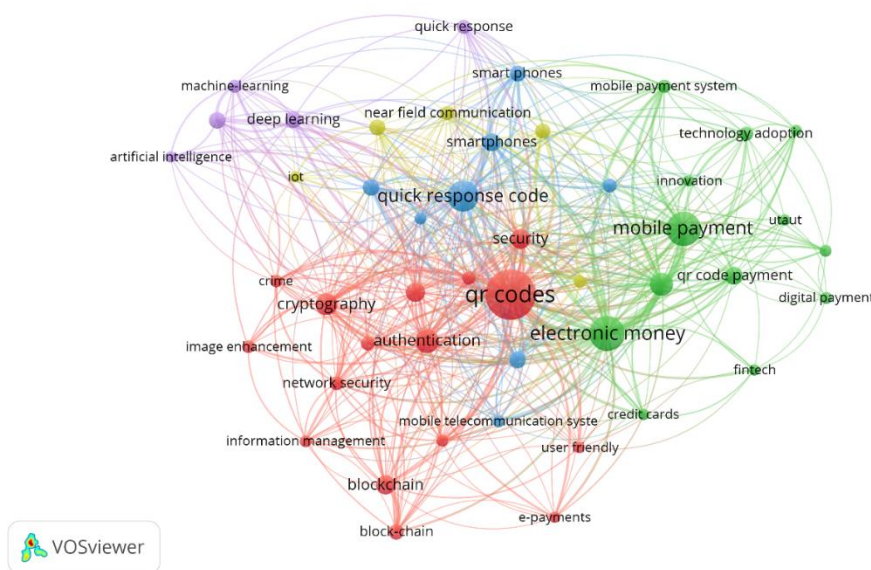 quick response
smart phones
machine-learning
mobile payment system
near field communication
deep learning
technology adoption
smartphones
artificial intelligence
iot
innovation
quick response code
utaut
mobile payment
security
qr code payment
crime
qr codes
digital payment
cryptography
electronic money
authentication
image enhancement
fintech
network security
credit cards
mobile telecommunication syste
information management
user friendly
blockchain
e-payments
block-chain
VOSviewer